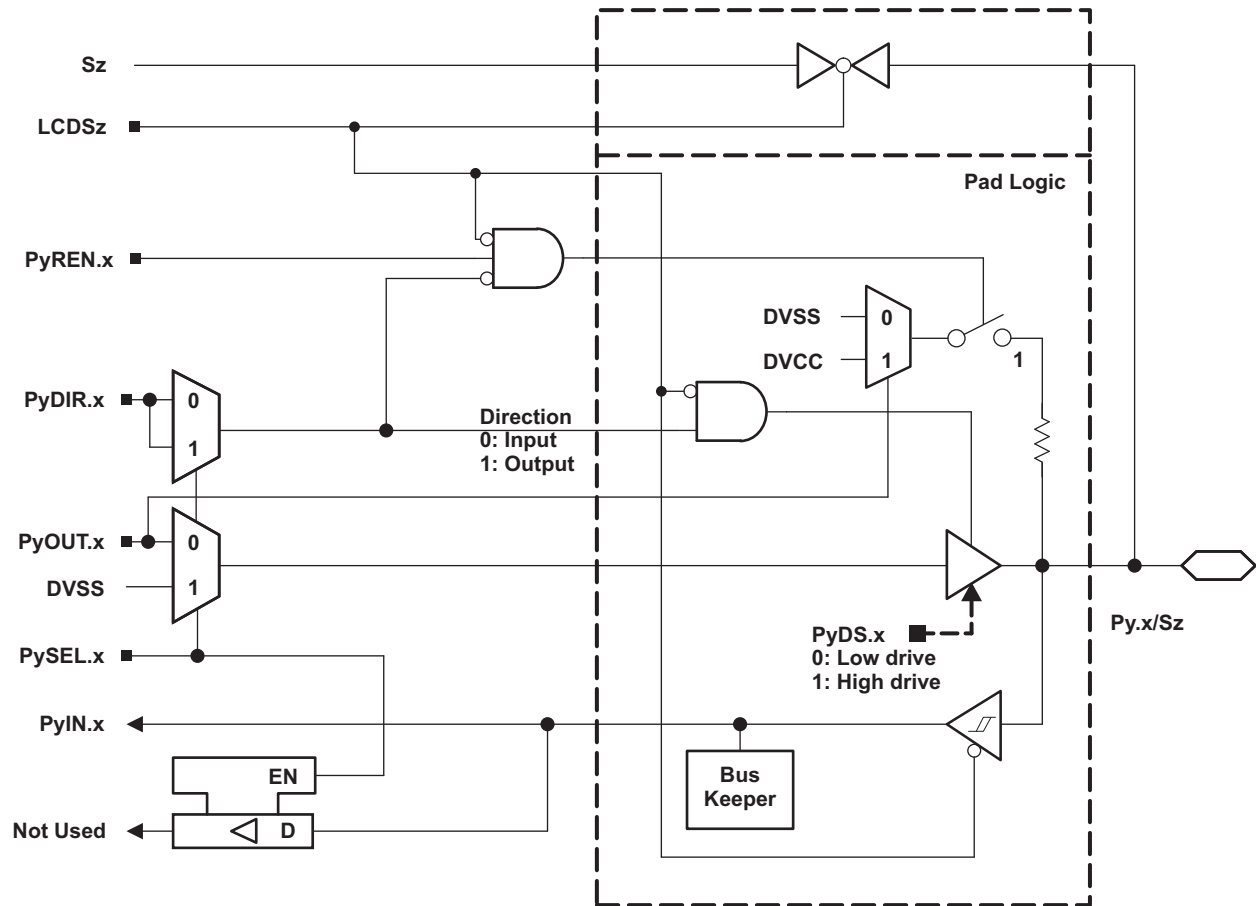 Sz
LCDSz
Pad Logic
PyREN.x
DVSS
0
DVCC
1
1
PyDIR.x
0
1
Direction
0: Input
1: Output
PyOUT.x
0
DVSS
1
PyDS.x
0: Low drive
1: High drive
Py.x/Sz
PySEL.x
PyIN.x
EN
Bus
Keeper
Not Used
D